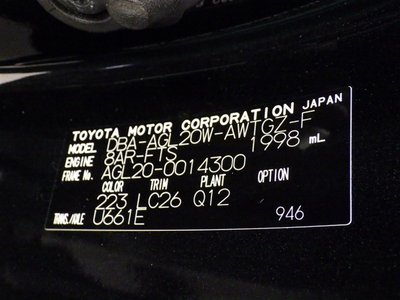 TOYOTA MOTOR CORPORATION JAPAN
MODEL DBA-AGL20W-AWTGZ-F
ENGINE 8AR-FTS 1998 mL
FRAME No. AGL20-0014300
COLOR TRIM PLANT OPTION
223 LC26 Q12
TRANS./AXLE U661E 946